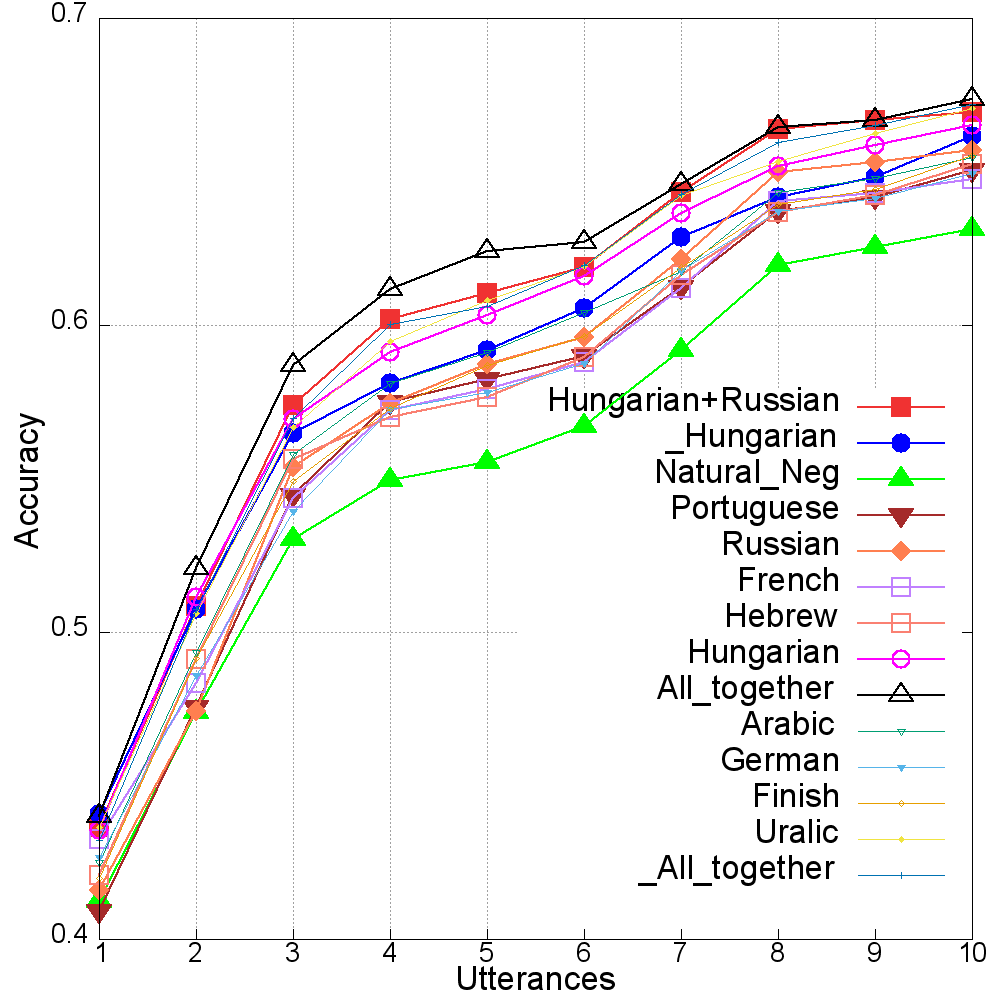 0.7
0.6
0.5
0.4
Accuracy
1 2 3 4 5 6 7 8 9 10
Utterances
Hungarian+Russian
_Hungarian
Natural_Neg
Portuguese
Russian
French
Hebrew
Hungarian
All_together
Arabic
German
Finish
Uralic
_All_together